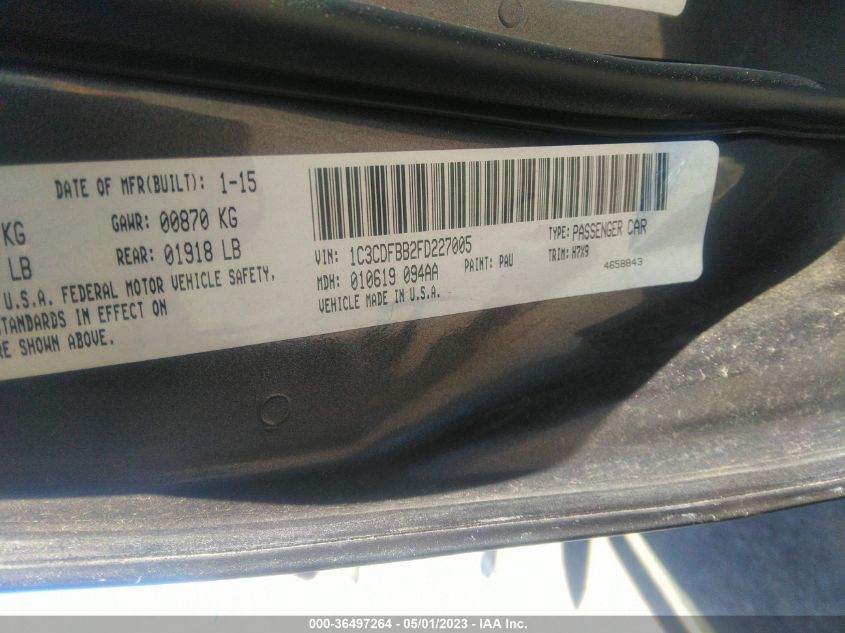 DATE OF MFR(BUILT): 1-15
KG GAWR: 00870 KG
LB REAR: 01918 LB
U.S.A. FEDERAL MOTOR VEHICLE SAFETY,
STANDARDS IN EFFECT ON
RE SHOWN ABOVE.
VIN: 1C3CDFBB2FD227005 TYPE: PASSENGER CAR
MDH: 010619 094AA PAINT: PAU TRIM: H7X9
VEHICLE MADE IN U.S.A. 4658843
000-36497264 - 05/01/2023 - IAA Inc.